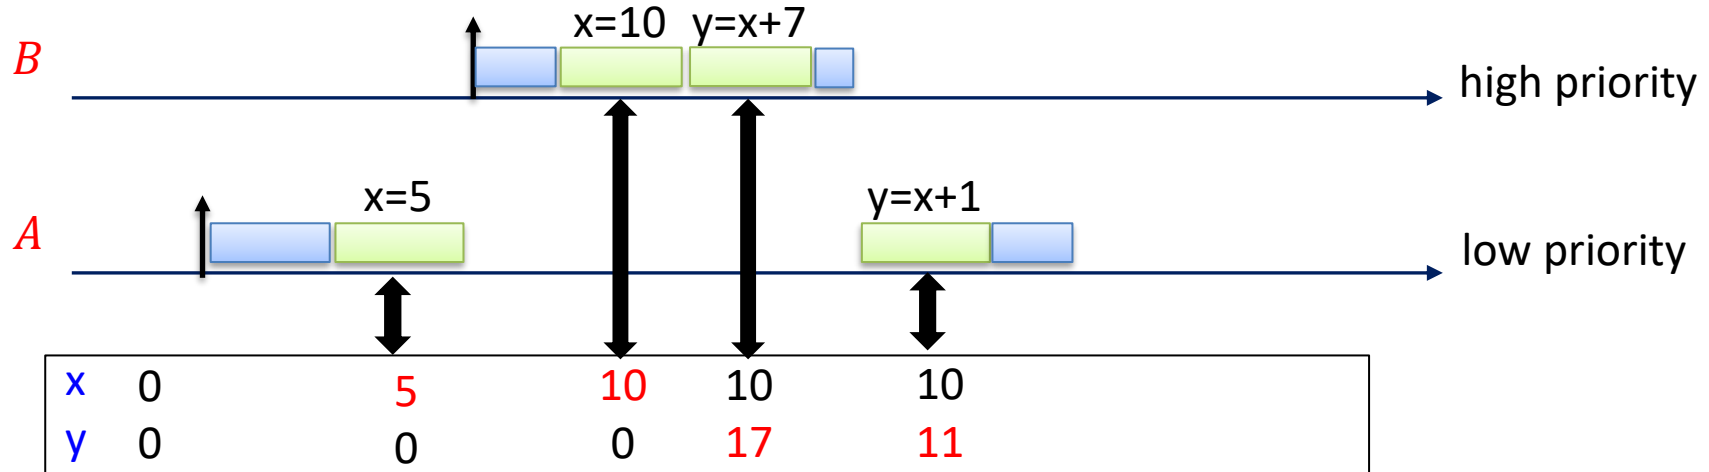 x=10 y=x+7
B
high priority
x=5 y=x+1
A
low priority
x 0 5 10 10 10
y 0 0 0 17 11